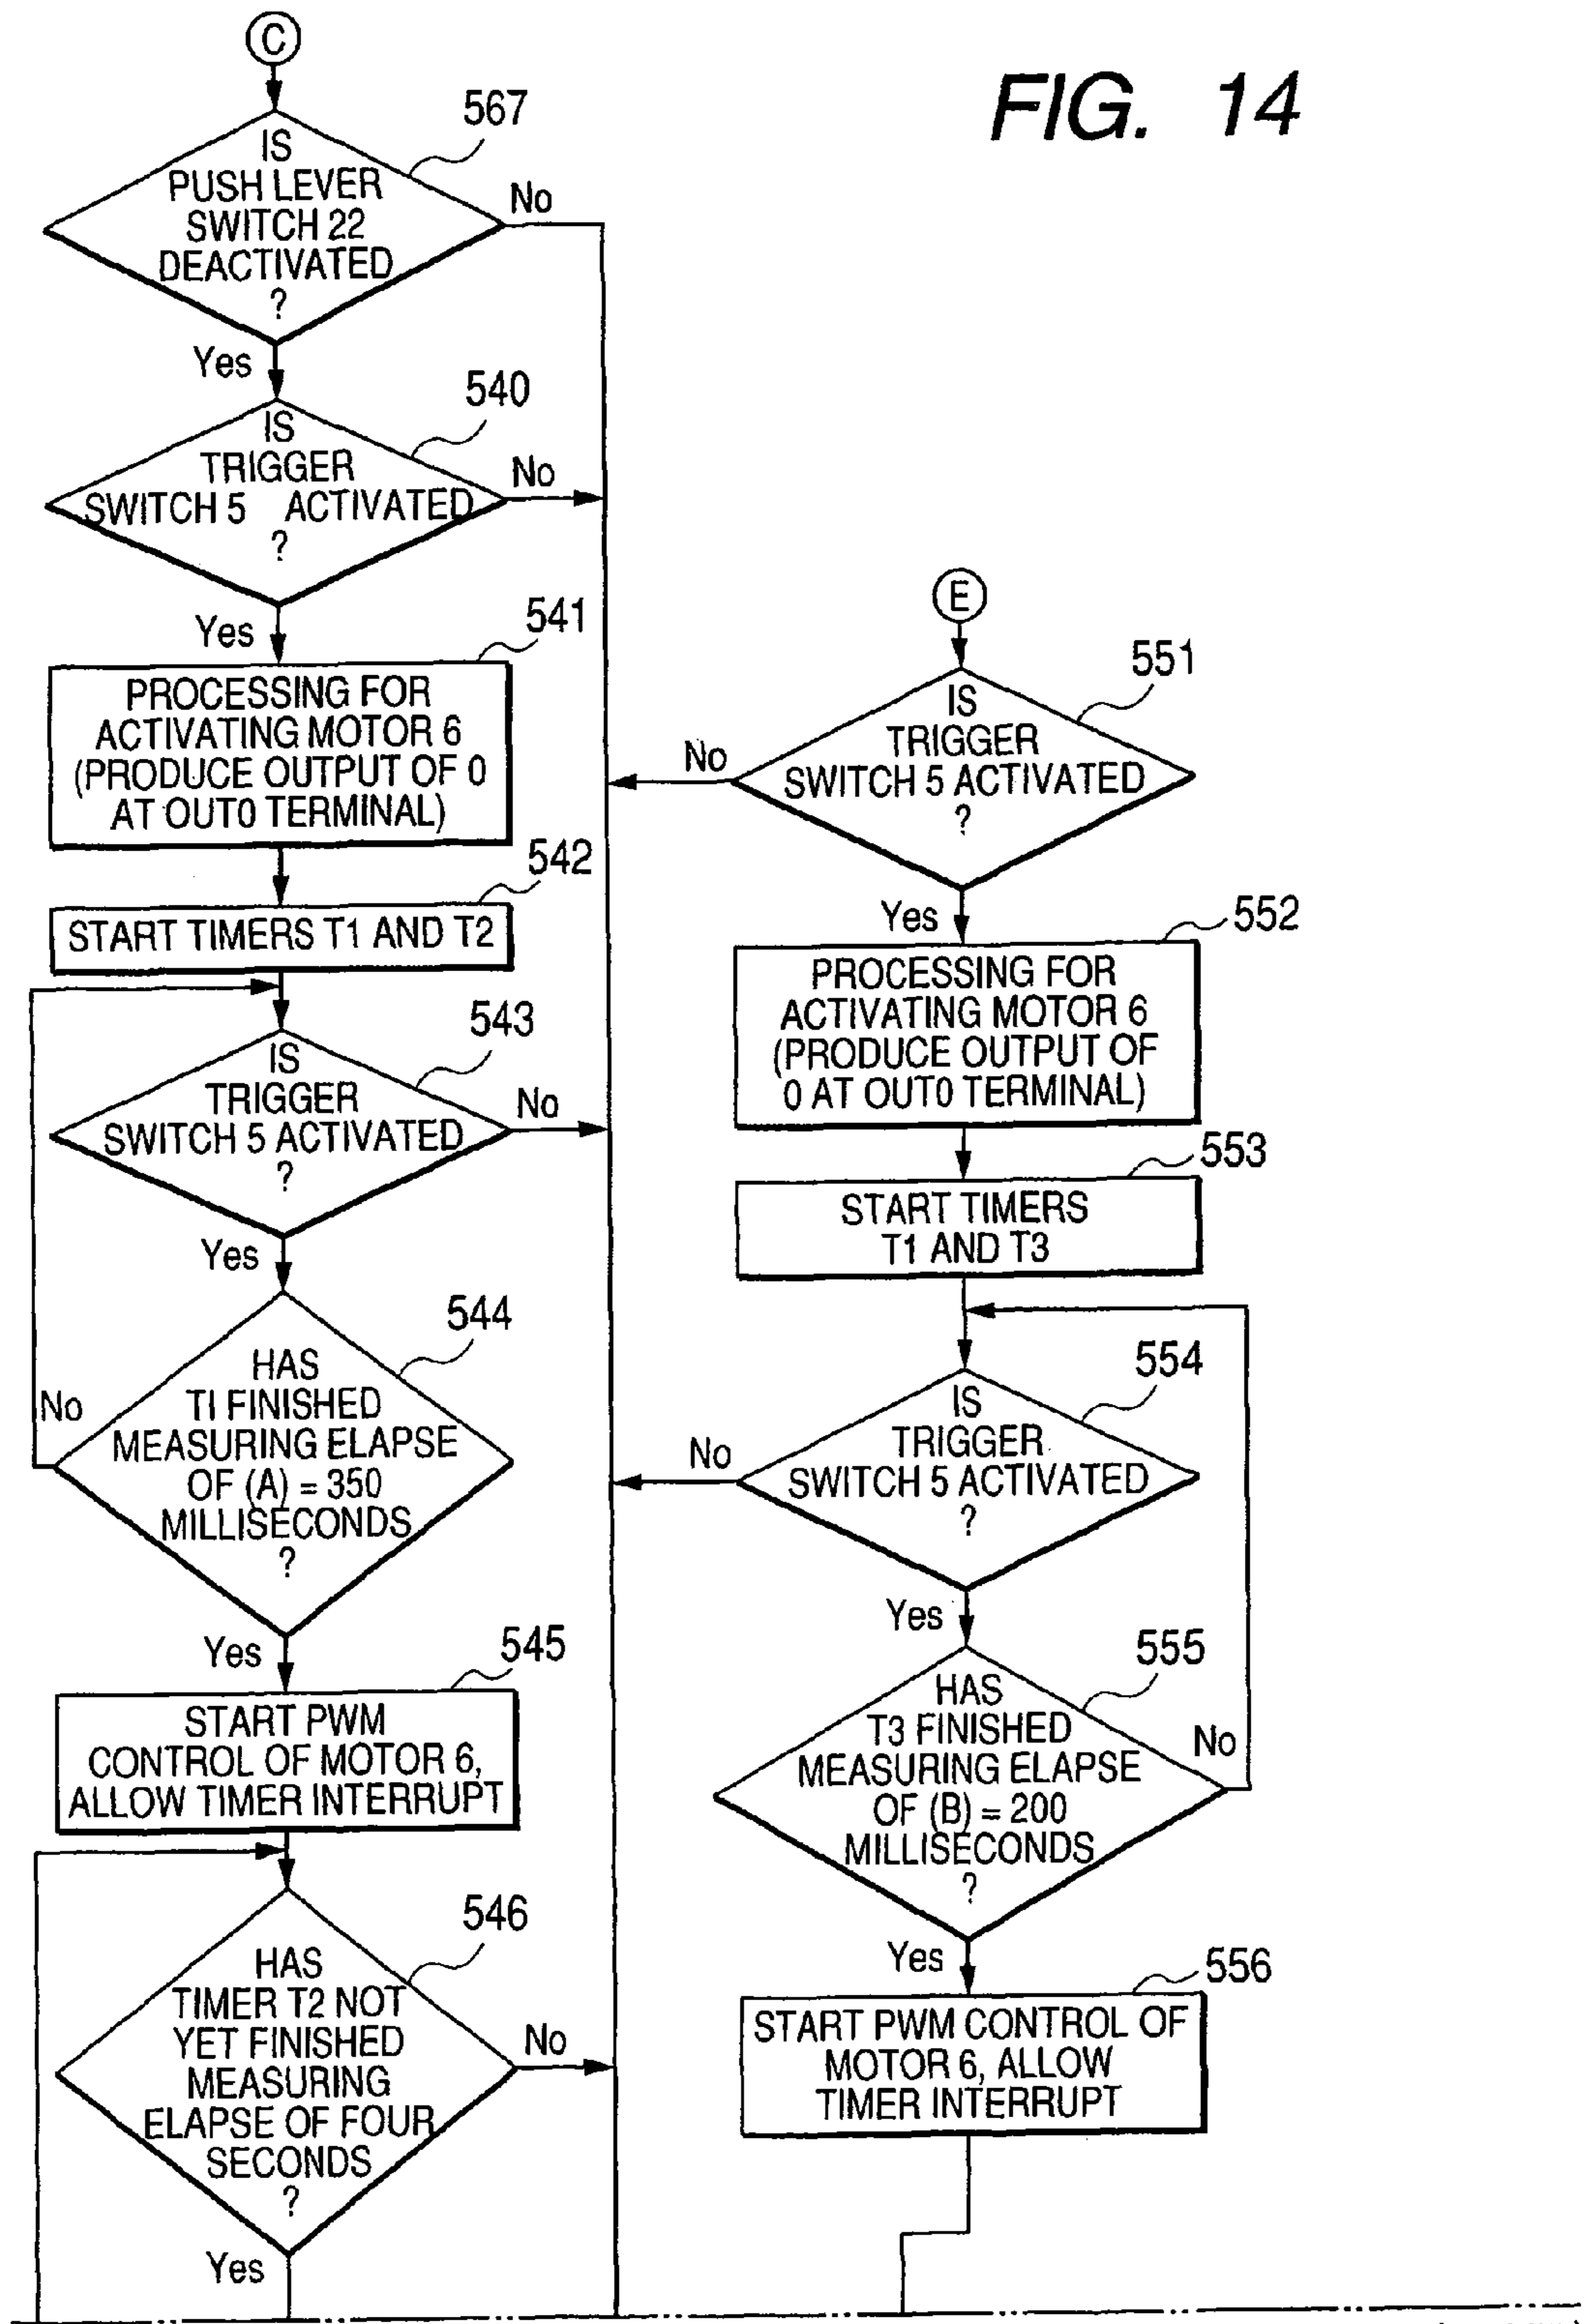 FIG. 14
C
567
IS
PUSH LEVER
SWITCH 22
DEACTIVATED
?
No
Yes
540
IS
TRIGGER
SWITCH 5 ACTIVATED
?
No
Yes
541
PROCESSING FOR
ACTIVATING MOTOR 6
(PRODUCE OUTPUT OF 0
AT OUT0 TERMINAL)
542
START TIMERS T1 AND T2
543
IS
TRIGGER
SWITCH 5 ACTIVATED
?
No
Yes
544
HAS
TI FINISHED
MEASURING ELAPSE
OF (A) = 350
MILLISECONDS
?
No
Yes
545
START PWM
CONTROL OF MOTOR 6,
ALLOW TIMER INTERRUPT
546
HAS
TIMER T2 NOT
YET FINISHED
MEASURING
ELAPSE OF FOUR
SECONDS
?
No
Yes
E
551
IS
TRIGGER
SWITCH 5 ACTIVATED
?
No
Yes
552
PROCESSING FOR
ACTIVATING MOTOR 6
(PRODUCE OUTPUT OF
0 AT OUT0 TERMINAL)
553
START TIMERS
T1 AND T3
554
IS
TRIGGER
SWITCH 5 ACTIVATED
?
No
Yes
555
HAS
T3 FINISHED
MEASURING ELAPSE
OF (B) = 200
MILLISECONDS
?
No
Yes
556
START PWM CONTROL OF
MOTOR 6, ALLOW
TIMER INTERRUPT